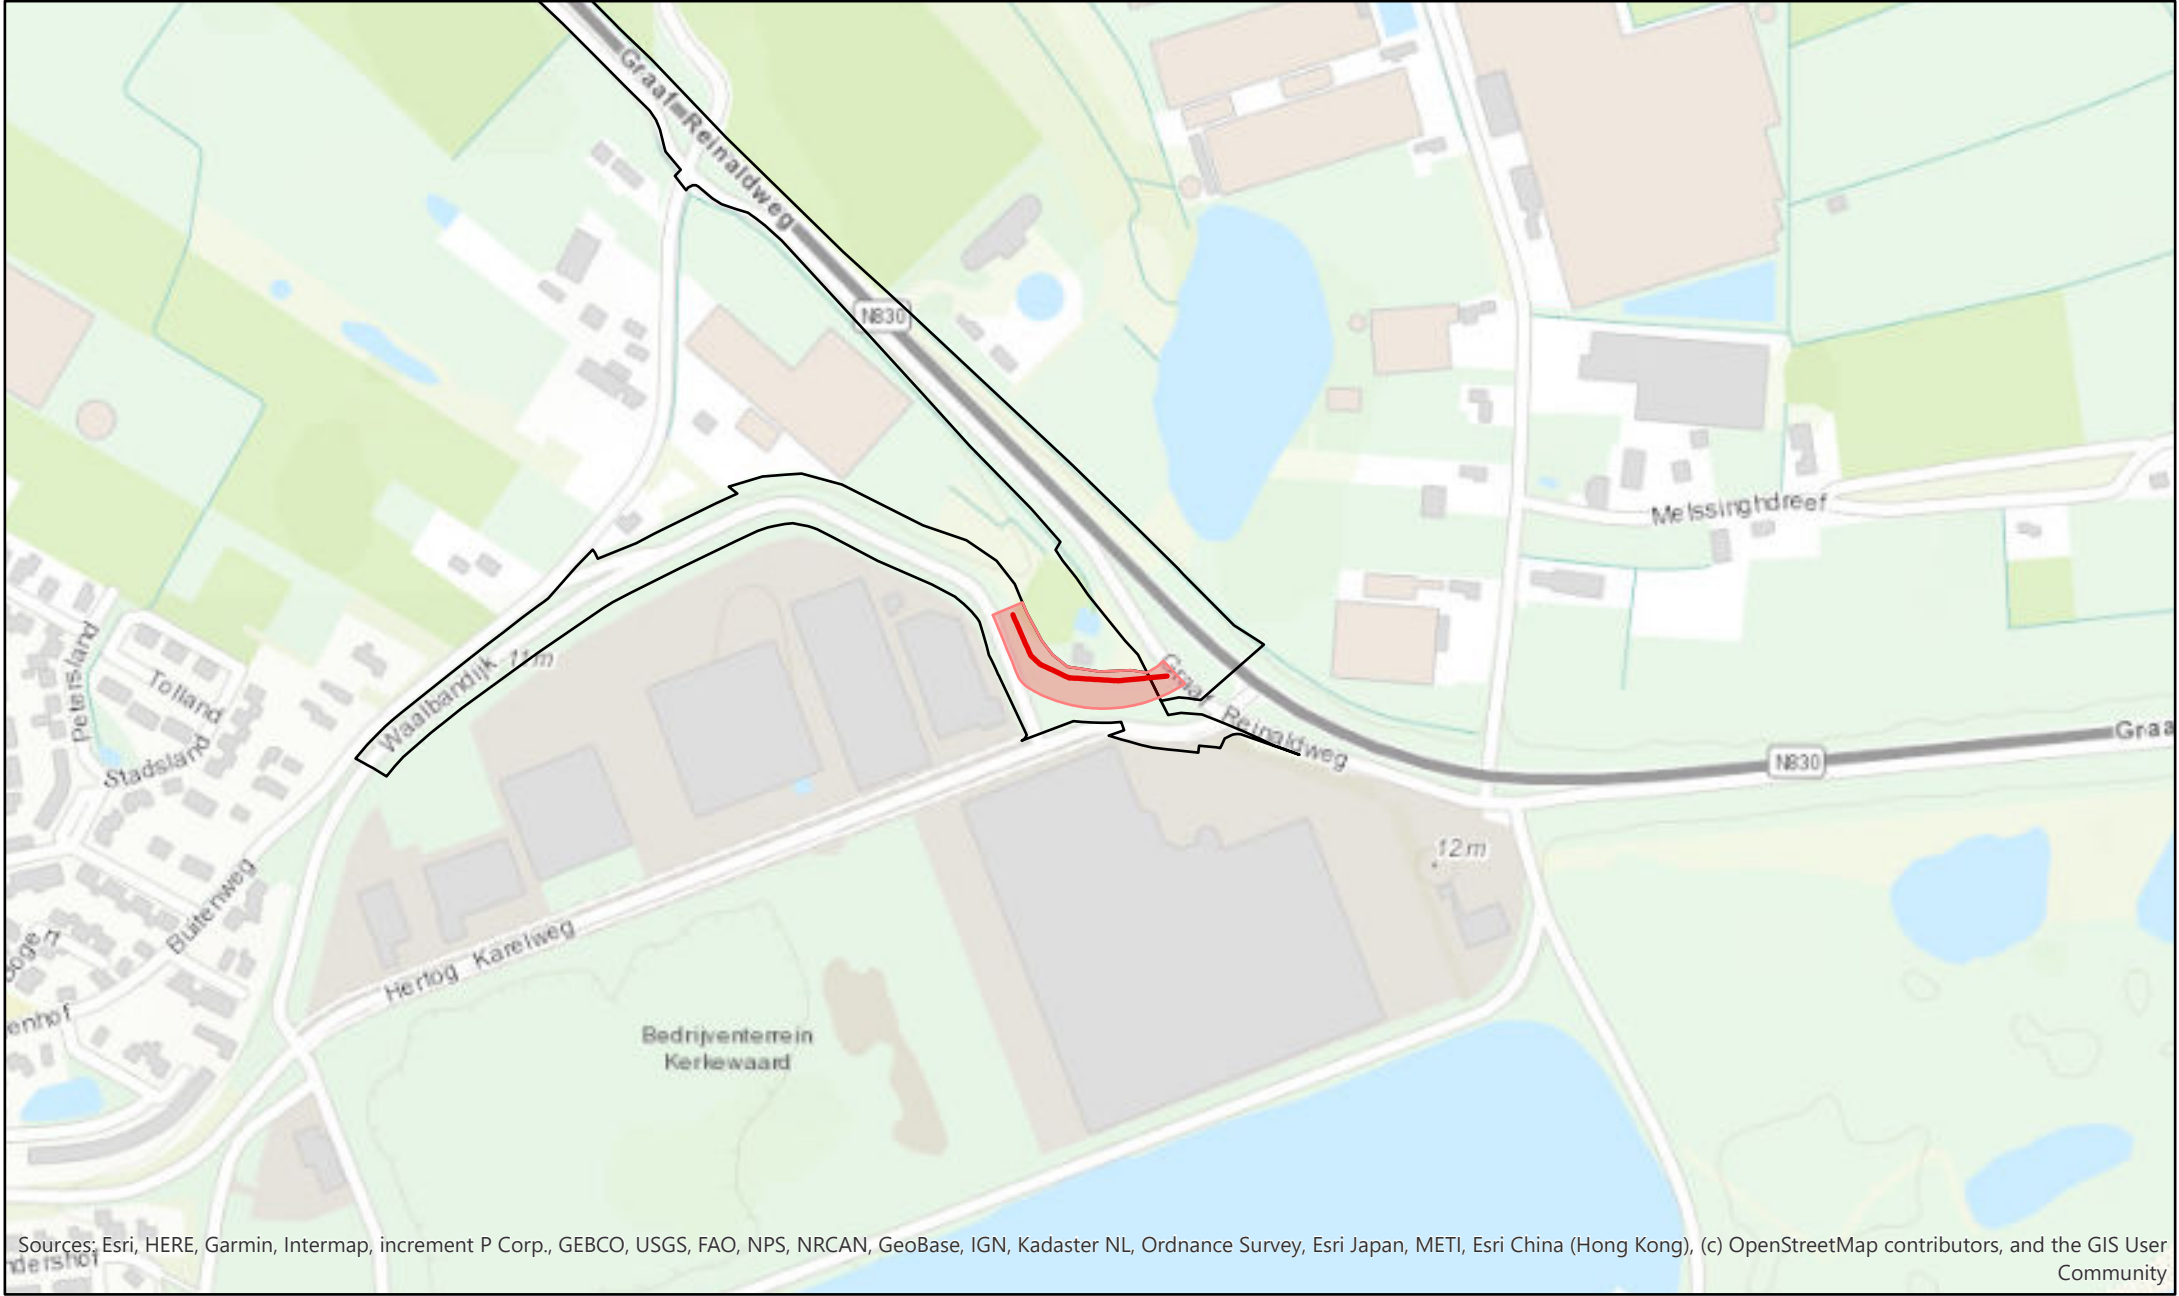 Graaf Reinaldweg
N830
Melssinghdreef
Petersland
Tolland
Waalbandijk
11m
Stadsland
Graaf Reinaldweg
Graa
N830
12m
Buitenweg
Hertog Karelweg
enhof
Bedrijventerrein
Kerkewaard
Sources: Esri, HERE, Garmin, Intermap, increment P Corp., GEBCO, USGS, FAO, NPS, NRCAN, GeoBase, IGN, Kadaster NL, Ordnance Survey, Esri Japan, METI, Esri China (Hong Kong), (c) OpenStreetMap contributors, and the GIS User
Community